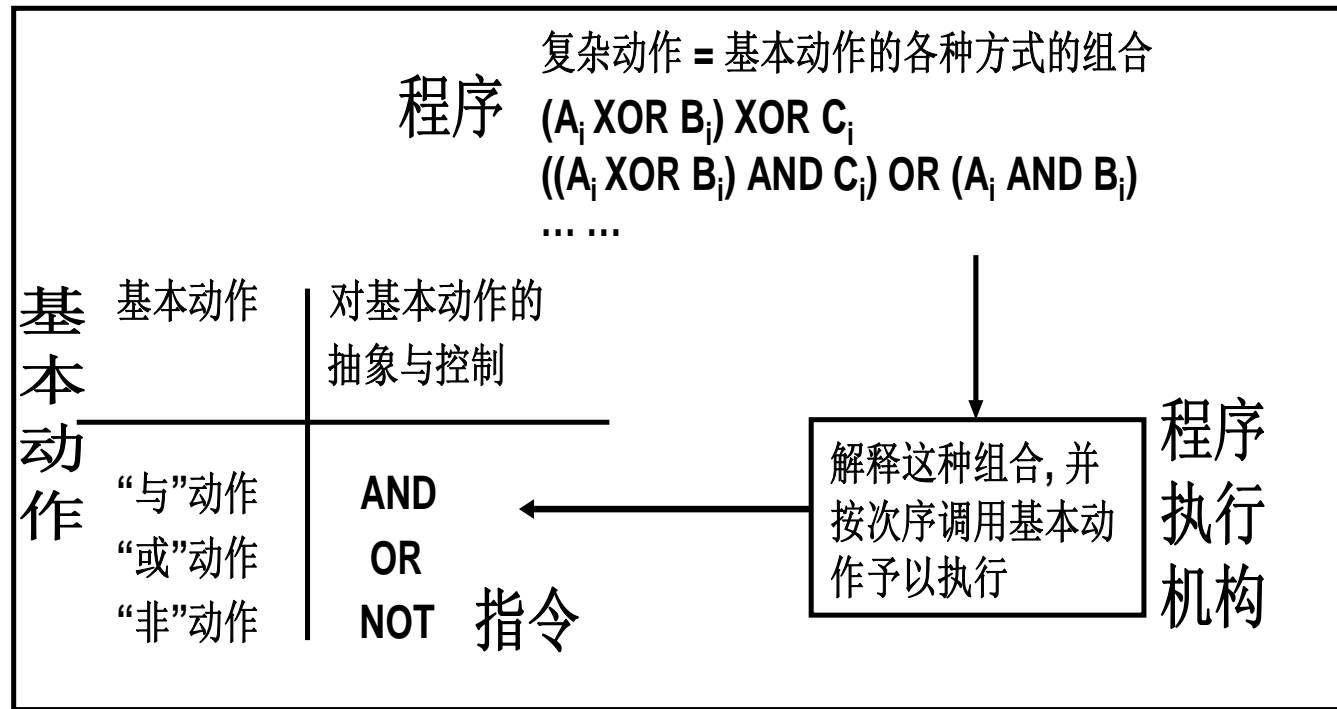 复杂动作 = 基本动作的各种方式的组合
程序
(Ai XOR Bi) XOR Ci
((Ai XOR Bi) AND Ci) OR (Ai AND Bi)
... ...
基本动作
基本动作
对基本动作的
抽象与控制
“与”动作 AND
“或”动作 OR
“非”动作 NOT
指令
解释这种组合, 并
按次序调用基本动
作予以执行
程序
执行
机构